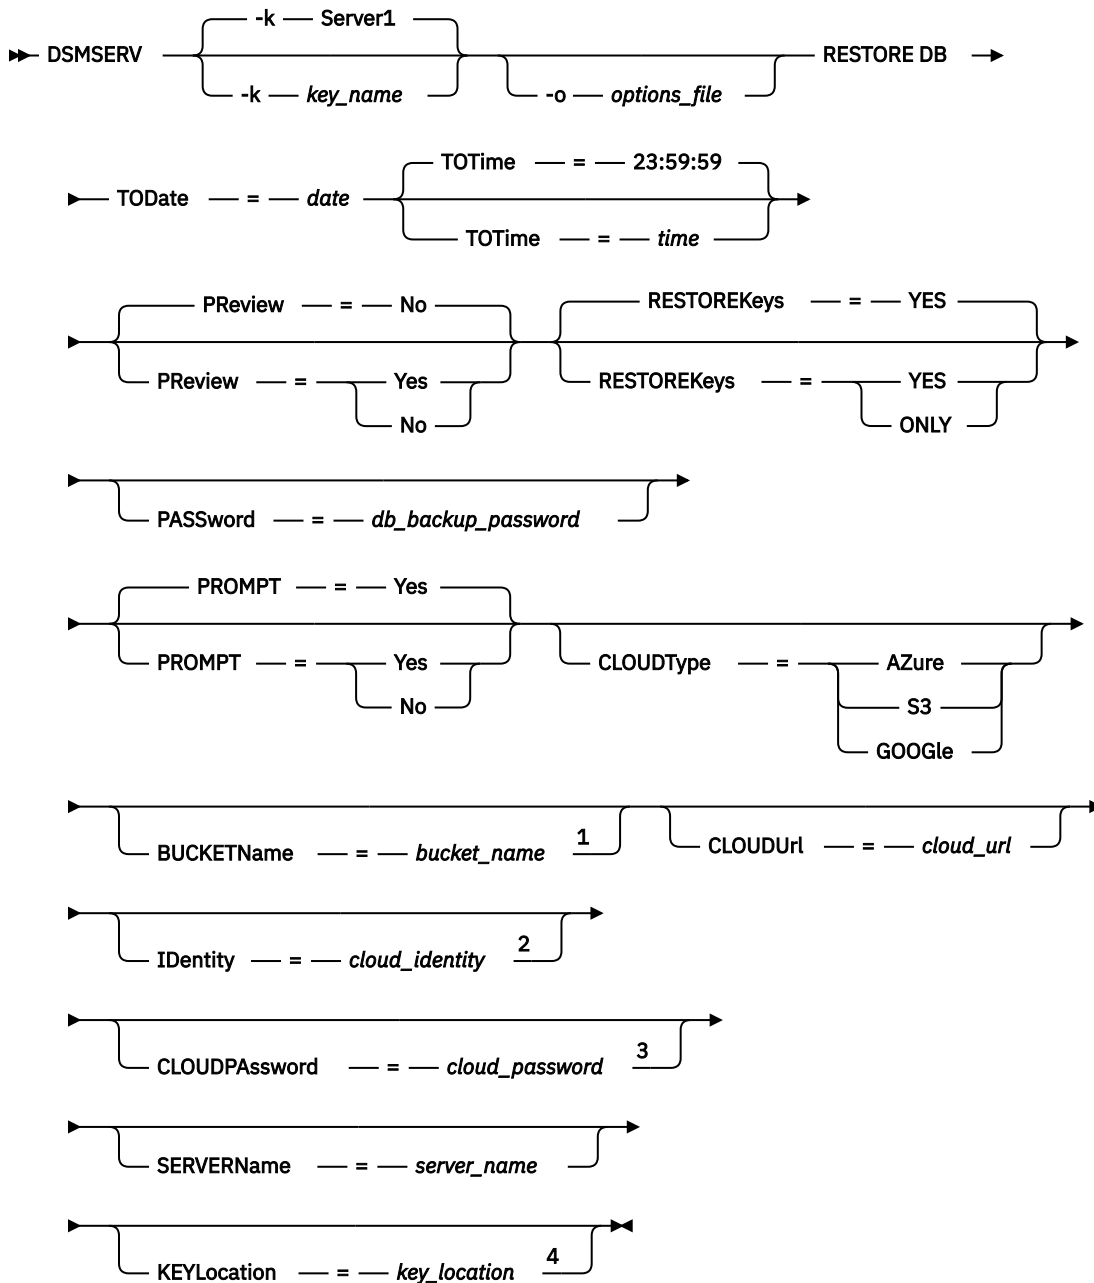 -k Server1
DSMSERV RESTORE DB
-k key_name -o options_file
TOTime = 23:59:59
TODate = date
TOTime = time
PReview = No RESTOREKeys = YES
PReview = Yes RESTOREKeys = YES
No ONLY
PASSword = db_backup_password
PROMPT = Yes
PROMPT = Yes CLOUDType = AZure
No S3
GOOGle
BUCKETName = bucket_name 1 CLOUDUrl = cloud_url
IDentity = cloud_identity 2
CLOUDPAssword = cloud_password 3
SERVERName = server_name
KEYLocation = key_location 4